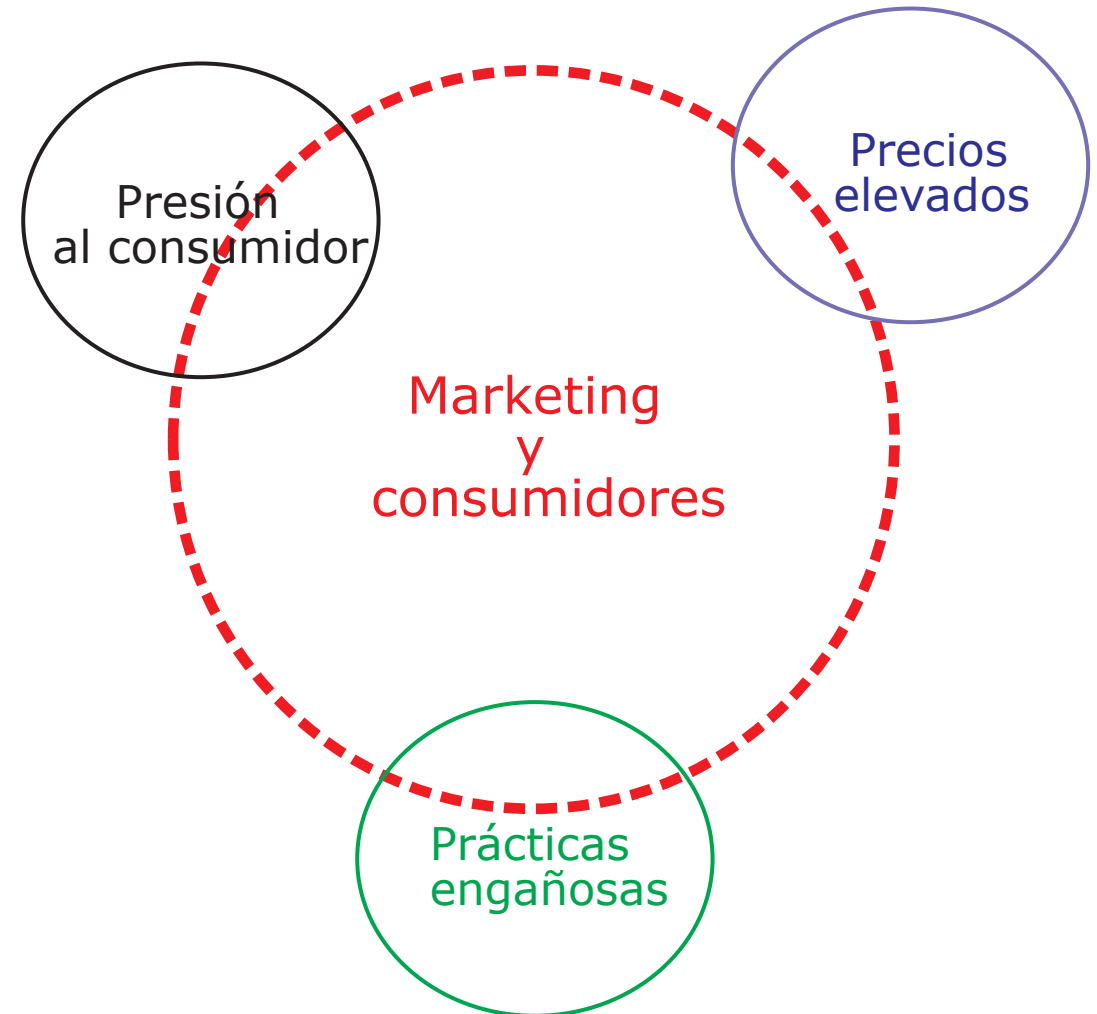 Presión
al consumidor
Precios
elevados
Marketing
y
consumidores
Prácticas
engañosas